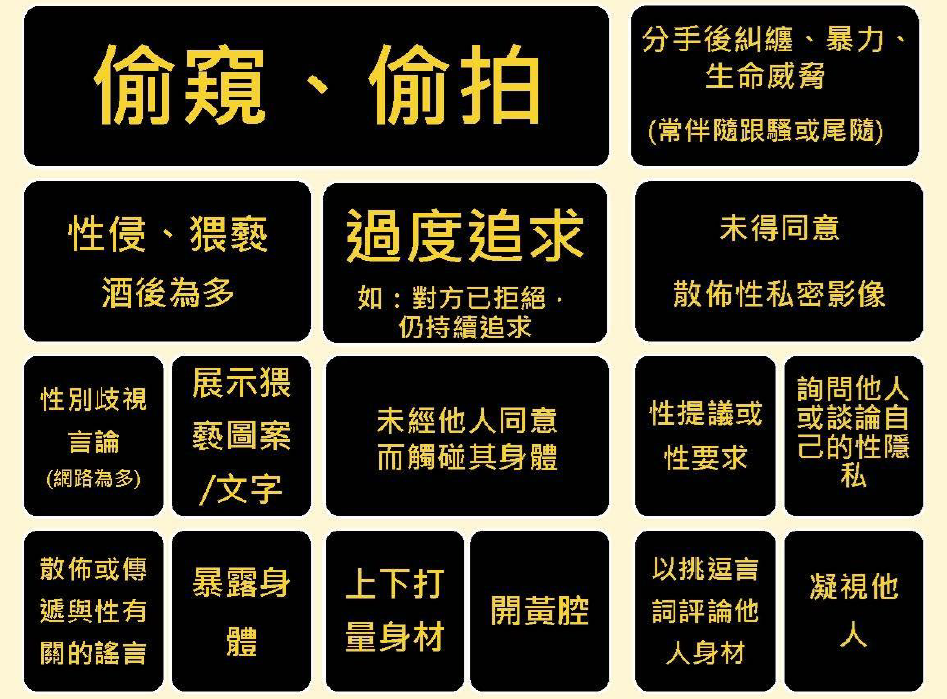 偷窺、偷拍
分手後糾纏、暴力、
生命威脅
(常伴隨跟騷或尾隨)
性侵、猥褻
酒後為多
過度追求
如：對方已拒絕，
仍持續追求
未得同意
散佈性私密影像
性別歧視
言論
(網路為多)
展示猥
褻圖案
/文字
未經他人同意
而觸碰其身體
性提議或
性要求
詢問他人
或談論自
己的性隱
私
散佈或傳
遞與性有
關的謠言
暴露身
體
上下打
量身材
開黃腔
以挑逗言
詞評論他
人身材
凝視他
人